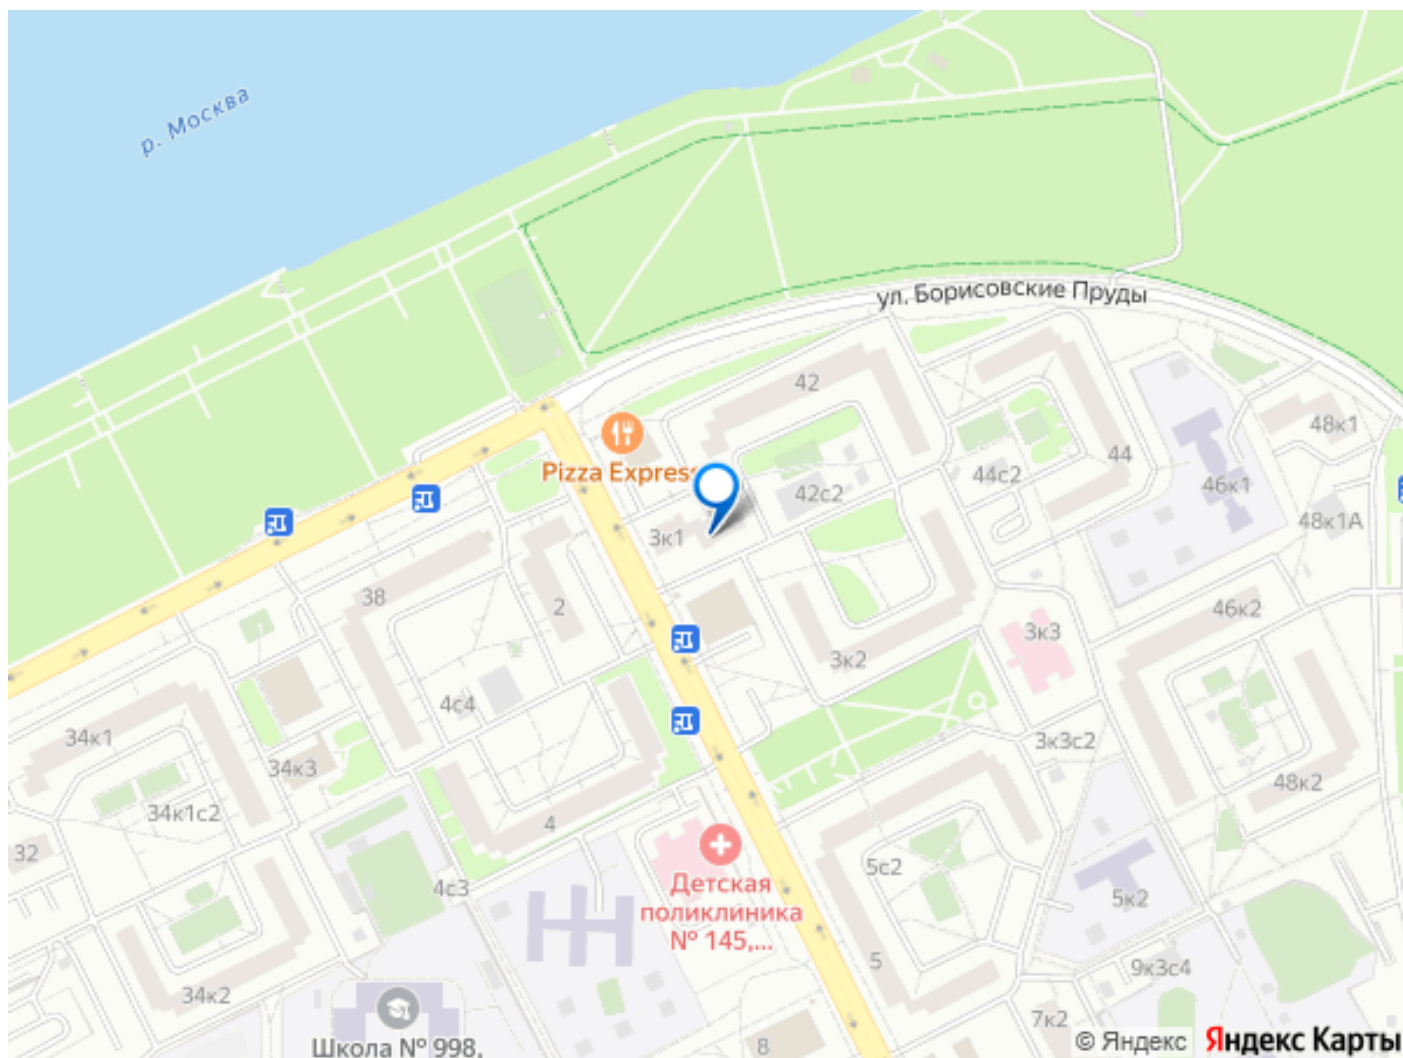 р. Москва
ул. Борисовские Пруды
42
48к1
Pizza Express
44
44с2
46к1
42с2
48к1А
3к1
38
2
46к2
3к3
3к2
4с4
34к1
3к3с2
34к3
48к2
34к1с2
4
32
5с2
4с3
Детская
поликлиника
№ 145,...
5к2
5
9к3с4
34к2
7к2
8
Школа № 998,
© Яндекс Яндекс Карты